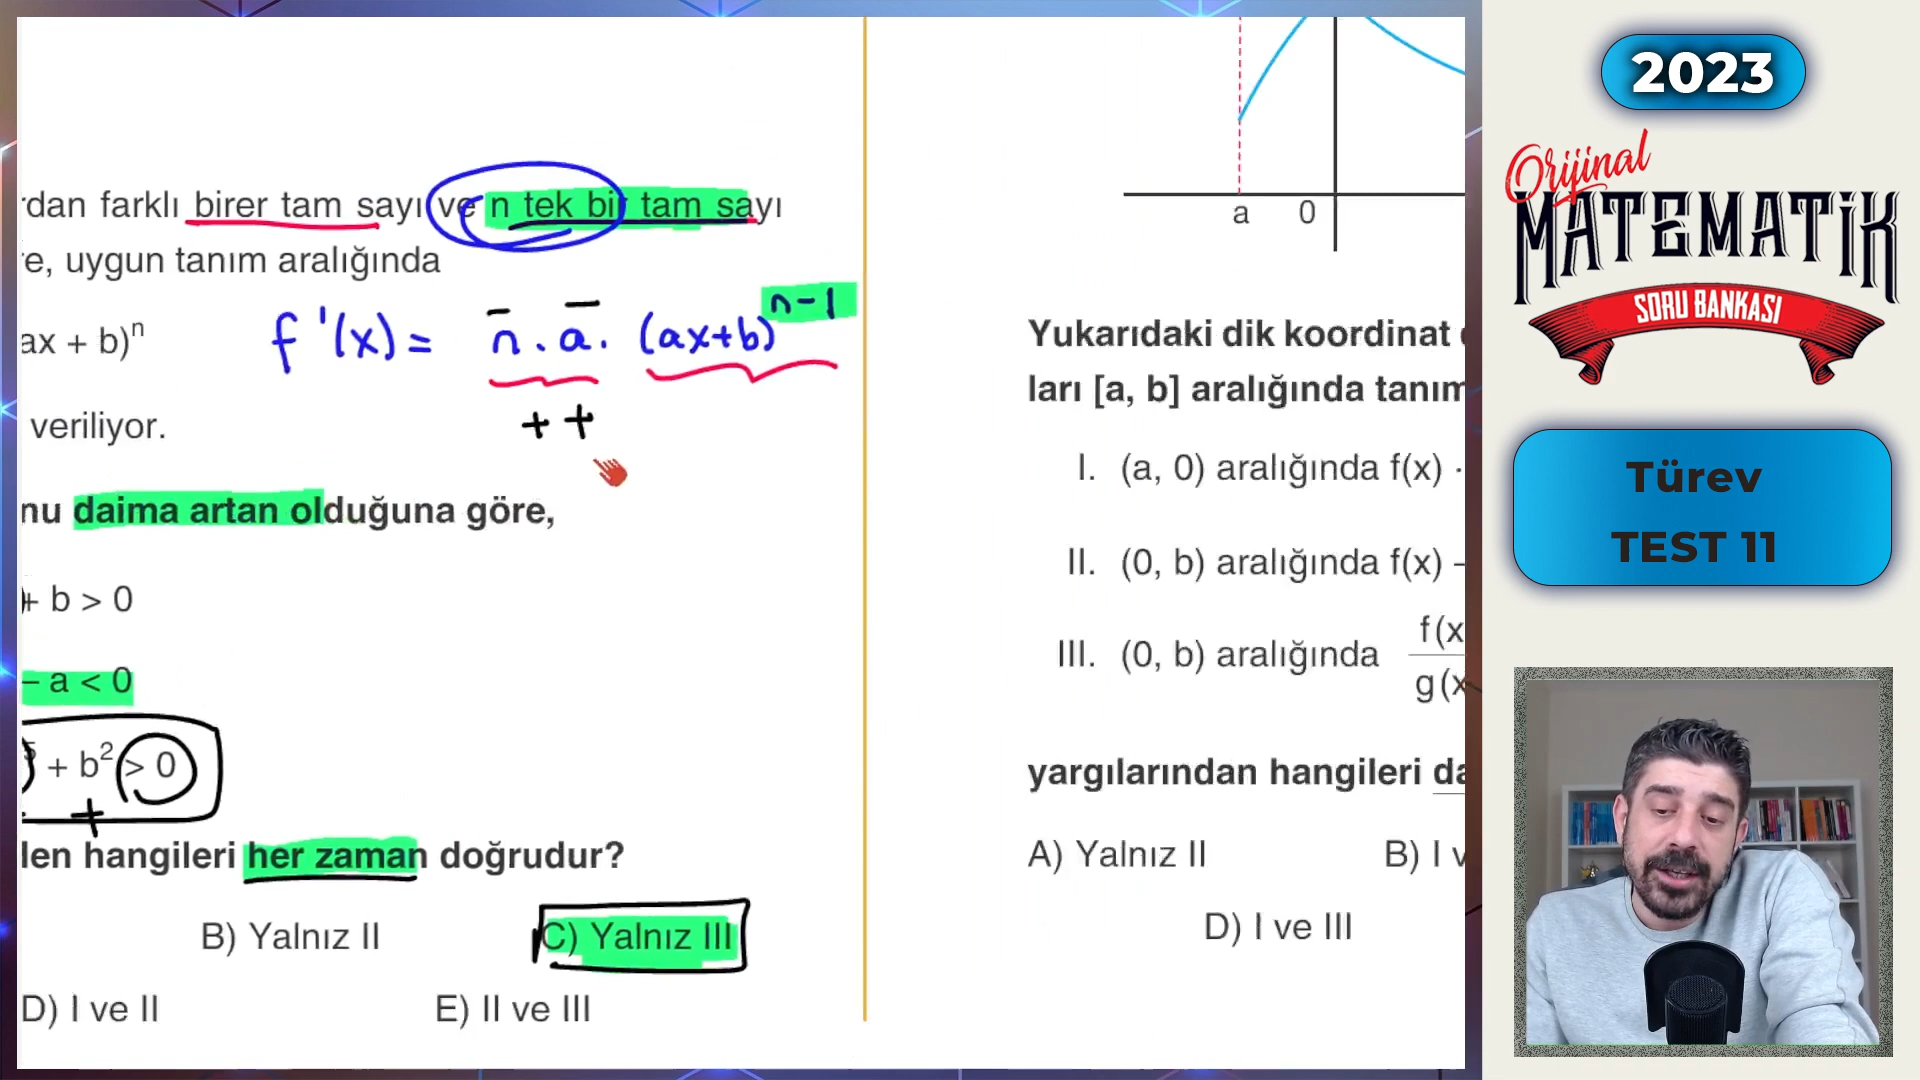 rdan farklı birer tam sayı ve n tek bir tam sayı
e, uygun tanım aralığında
ax + b)ⁿ
f'(x) = n . a . (ax+b)ⁿ⁻¹
− −
+ +
veriliyor.
nu daima artan olduğuna göre,
+ b > 0
– a < 0
+ b² > 0
+
hangileri her zaman doğrudur?
B) Yalnız II
C) Yalnız III
D) I ve II
E) II ve III
a 0
Yukarıdaki dik koordinat
ları [a, b] aralığında tanım
I. (a, 0) aralığında f(x) ·
II. (0, b) aralığında f(x) –
III. (0, b) aralığında f(x
g(x
yargılarından hangileri da
A) Yalnız II
B) I v
D) I ve III
2023
Orijinal
MATEMATİK
SORU BANKASI
Türev
TEST 11